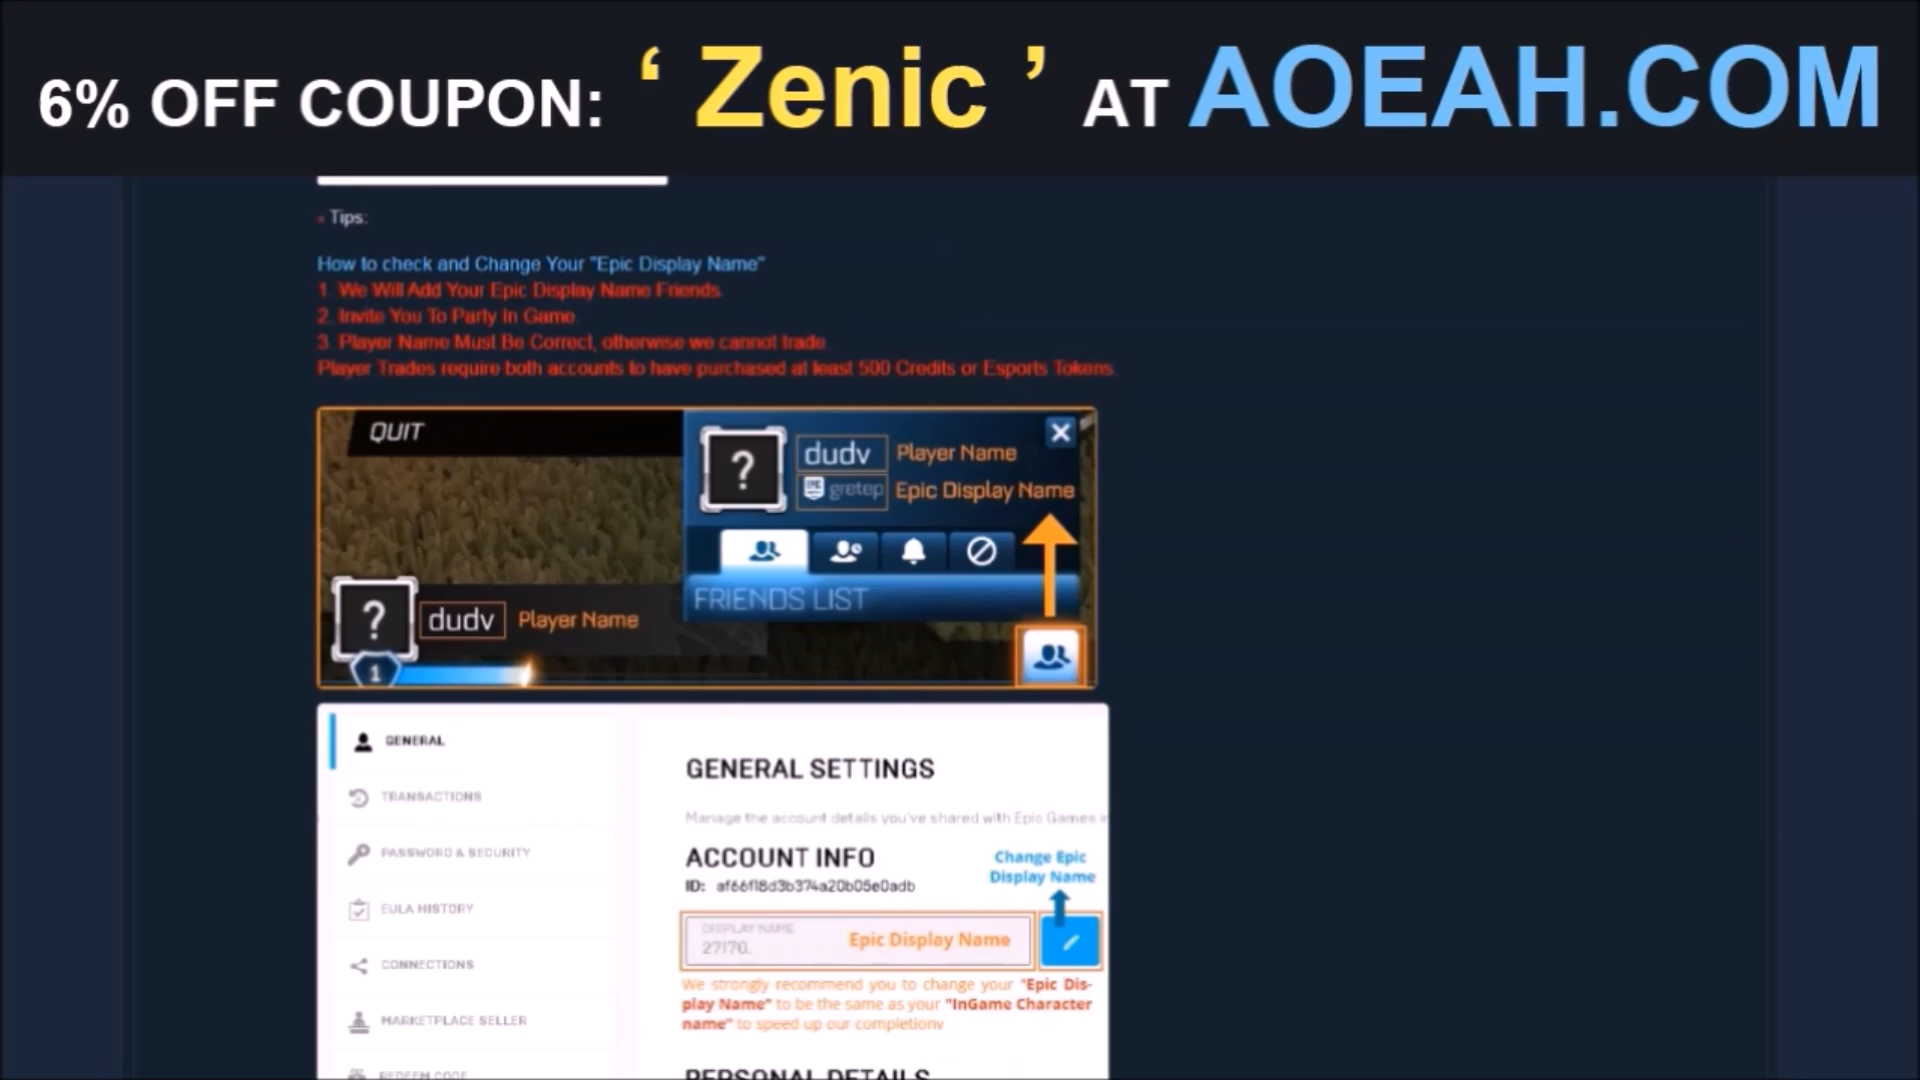 6% OFF COUPON: ‘ Zenic ’ AT AOEAH.COM
Tips:
How to check and Change Your "Epic Display Name"
1. We Will Add Your Epic Display Name Friends.
2. Invite You To Party In Game.
3. Player Name Must Be Correct, otherwise we cannot trade.
Player Trades require both accounts to have purchased at least 500 Credits or Esports Tokens.
QUIT
? dudv Player Name
EPIC gretep Epic Display Name
FRIENDS LIST
? dudv Player Name
1
GENERAL
TRANSACTIONS
PASSWORD & SECURITY
EULA HISTORY
CONNECTIONS
MARKETPLACE SELLER
REDEEM CODE
GENERAL SETTINGS
Manage the account details you've shared with Epic Games
ACCOUNT INFO
ID: af66f18d3b374a20b05e0adb
Change Epic
Display Name
DISPLAY NAME
27170.
Epic Display Name
We strongly recommend you to change your "Epic Dis-
play Name" to be the same as your "InGame Character
name" to speed up our completionv
PERSONAL DETAILS